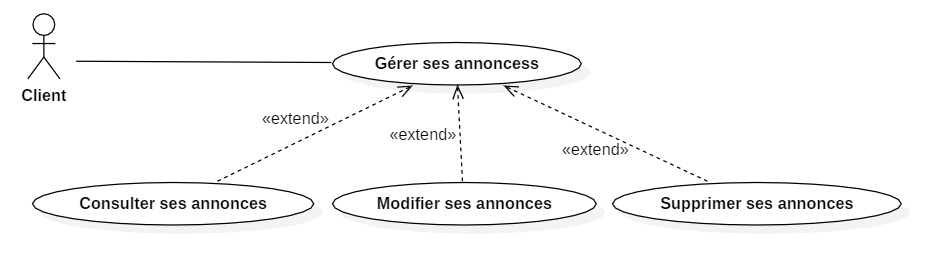 Gérer ses annoncess
Client
«extend»
«extend»
«extend»
Consulter ses annonces
Modifier ses annonces
Supprimer ses annonces